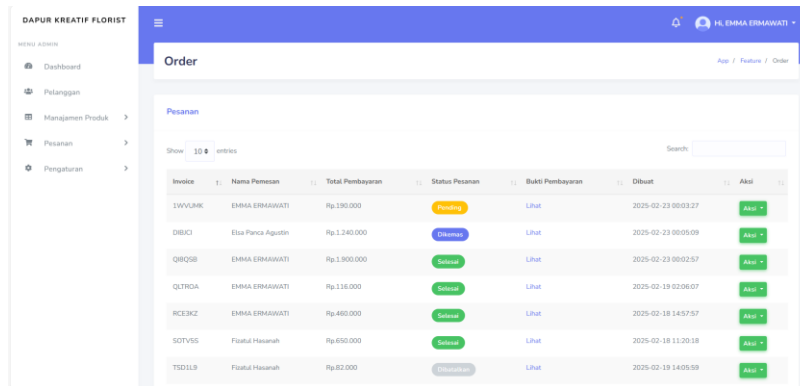 DAPUR KREATIF FLORIST
Hi, EMMA ERMAWATI
MENU ADMIN
Dashboard
Pelanggan
Manajamen Produk
Pesanan
Pengaturan
Order
App / Feature / Order
Pesanan
Show 10 entries
Search:
Invoice Nama Pemesan Total Pembayaran Status Pesanan Bukti Pembayaran Dibuat Aksi
1WVUMK EMMA ERMAWATI Rp.190.000 Pending Lihat 2025-02-23 00:03:27 Aksi
DIBJCI Elsa Panca Agustin Rp.1.240.000 Dikemas Lihat 2025-02-23 00:05:09 Aksi
QIBQSB EMMA ERMAWATI Rp.1.900.000 Selesai Lihat 2025-02-23 00:02:57 Aksi
QLTROA EMMA ERMAWATI Rp.116.000 Selesai Lihat 2025-02-19 02:06:07 Aksi
RCE3KZ EMMA ERMAWATI Rp.460.000 Selesai Lihat 2025-02-18 14:57:57 Aksi
SOTVSS Fizatul Hasanah Rp.650.000 Selesai Lihat 2025-02-18 11:20:18 Aksi
TSD1L9 Fizatul Hasanah Rp.82.000 Dibatalkan Lihat 2025-02-19 14:05:59 Aksi